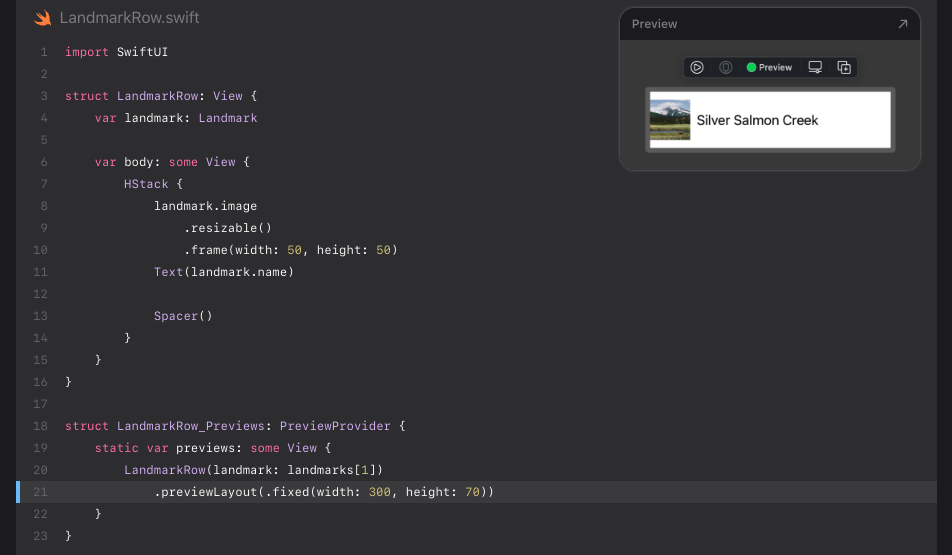 LandmarkRow.swift
Preview
Preview
Silver Salmon Creek
1 import SwiftUI
2
3 struct LandmarkRow: View {
4     var landmark: Landmark
5
6     var body: some View {
7         HStack {
8             landmark.image
9                 .resizable()
10                 .frame(width: 50, height: 50)
11             Text(landmark.name)
12
13             Spacer()
14         }
15     }
16 }
17
18 struct LandmarkRow_Previews: PreviewProvider {
19     static var previews: some View {
20         LandmarkRow(landmark: landmarks[1])
21             .previewLayout(.fixed(width: 300, height: 70))
22     }
23 }